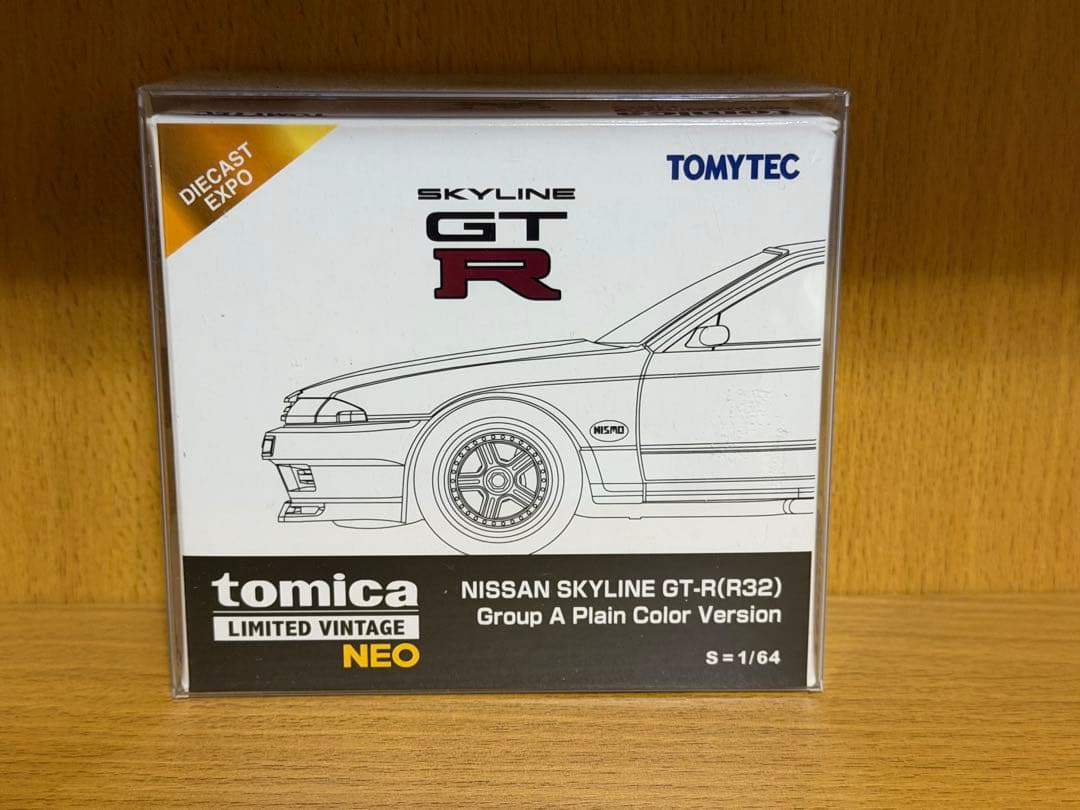 DIECAST
EXPO
TOMYTEC
SKYLINE
GT
R
NISMO
tomica
LIMITED VINTAGE
NEO
NISSAN SKYLINE GT-R(R32)
Group A Plain Color Version
S=1/64